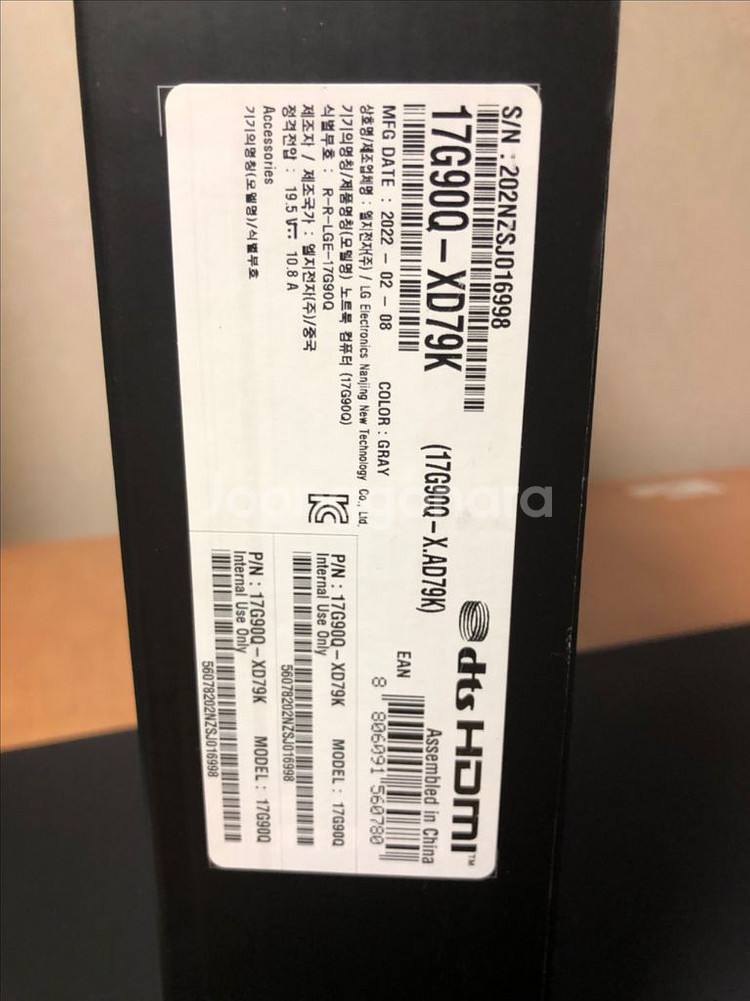 S/N : 202NZSJ016998
17G90Q-XD79K (17G90Q-X.AD79K)
dts HDMI™
Assembled in China
MFG DATE : 2022 - 02 - 08 COLOR : GRAY
EAN
8 806091 560780
상호명/제조업체명 : 엘지전자(주) / LG Electronics Nanjing New Technology Co., Ltd.
기기의명칭/제품명칭(모델명) 노트북 컴퓨터 (17G90Q)
식별부호 : R-R-LGE-17G90Q
제조자 / 제조국가 : 엘지전자(주)/중국
정격전압 : 19.5 V⎓ 10.8 A
Accessories
기기의명칭(모델명)/식별부호
P/N : 17G90Q-XD79K MODEL : 17G90Q
Internal Use Only
56078202NZSJ016998
P/N : 17G90Q-XD79K MODEL : 17G90Q
Internal Use Only
56078202NZSJ016998
Joonggonara